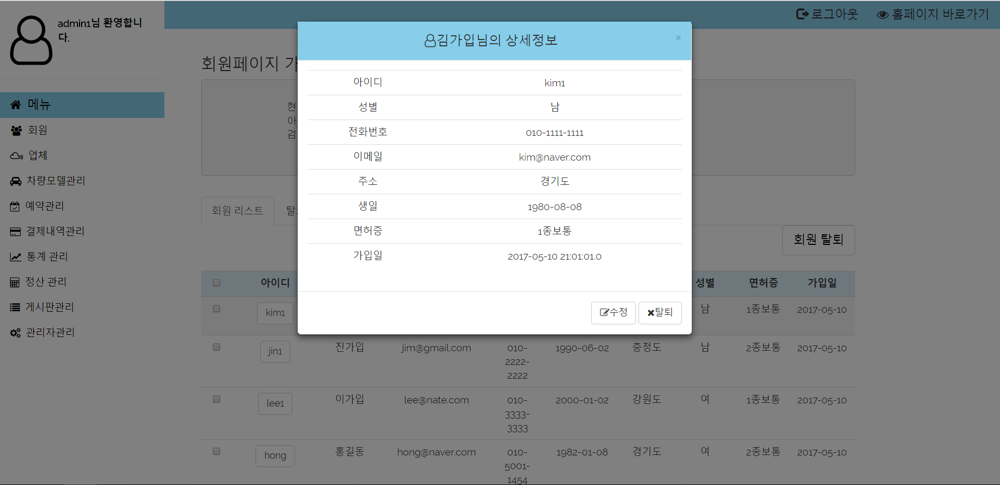 admin1님 환영합니
다.
로그아웃 홈페이지 바로가기
메뉴
회원
업체
차량모델관리
예약관리
결제내역관리
통계 관리
정산 관리
게시판관리
관리자관리
회원페이지 가
현
아
검
회원 리스트
회원 탈퇴
김가입님의 상세정보 ×
아이디 kim1
성별 남
전화번호 010-1111-1111
이메일 kim@naver.com
주소 경기도
생일 1980-08-08
면허증 1종보통
가입일 2017-05-10 21:01:01.0
수정 탈퇴
아이디 성별 면허증 가입일
kim1 남 1종보통 2017-05-10
jin1 진가입 jim@gmail.com 010-2222-2222 1990-06-02 충청도 남 2종보통 2017-05-10
lee1 이가입 lee@nate.com 010-3333-3333 2000-01-02 강원도 여 1종보통 2017-05-10
hong 홍길동 hong@naver.com 010-5001-1454 1982-01-08 경기도 여 2종보통 2017-05-10